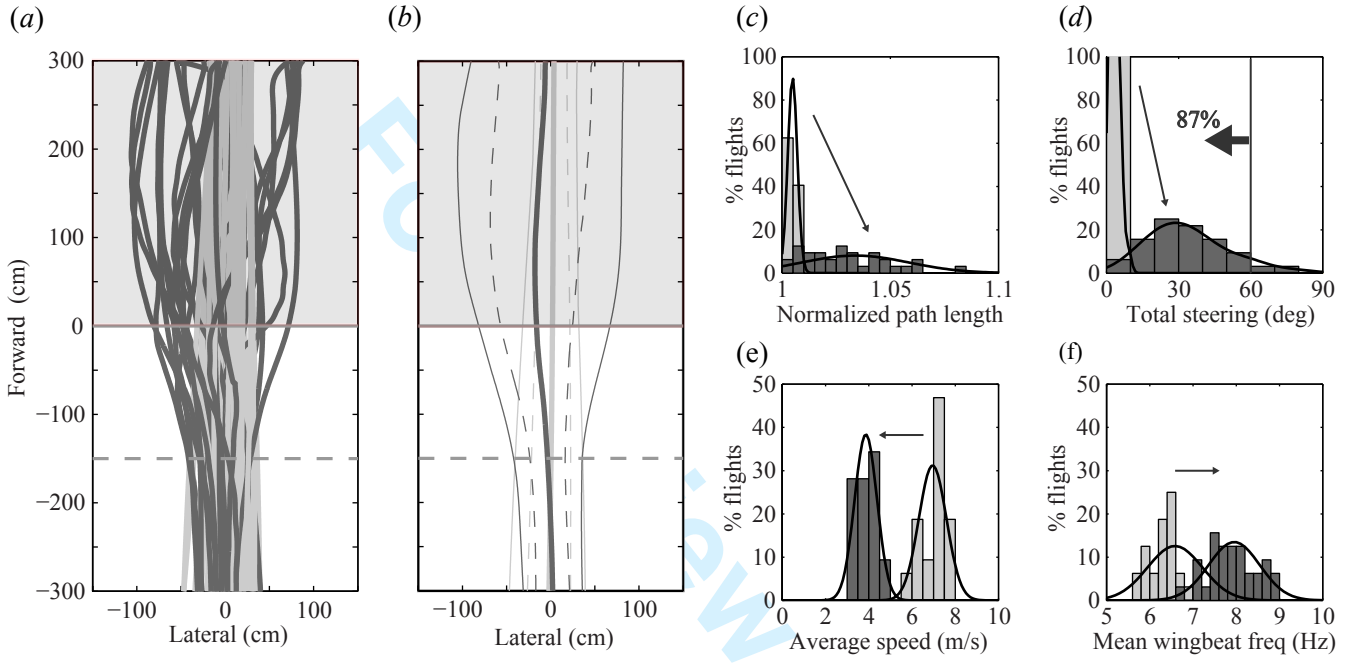 (a)
(b)
(c)
(d)
300
200
100
0
−100
−200
−300
Forward (cm)
−100 0 100
Lateral (cm)
−100 0 100
Lateral (cm)
100
80
60
40
20
0
% flights
1 1.05 1.1
Normalized path length
100
80
60
40
20
0
% flights
87%
0 30 60 90
Total steering (deg)
(e)
(f)
50
40
30
20
10
0
% flights
0 2 4 6 8 10
Average speed (m/s)
50
40
30
20
10
0
% flights
5 6 7 8 9 10
Mean wingbeat freq (Hz)